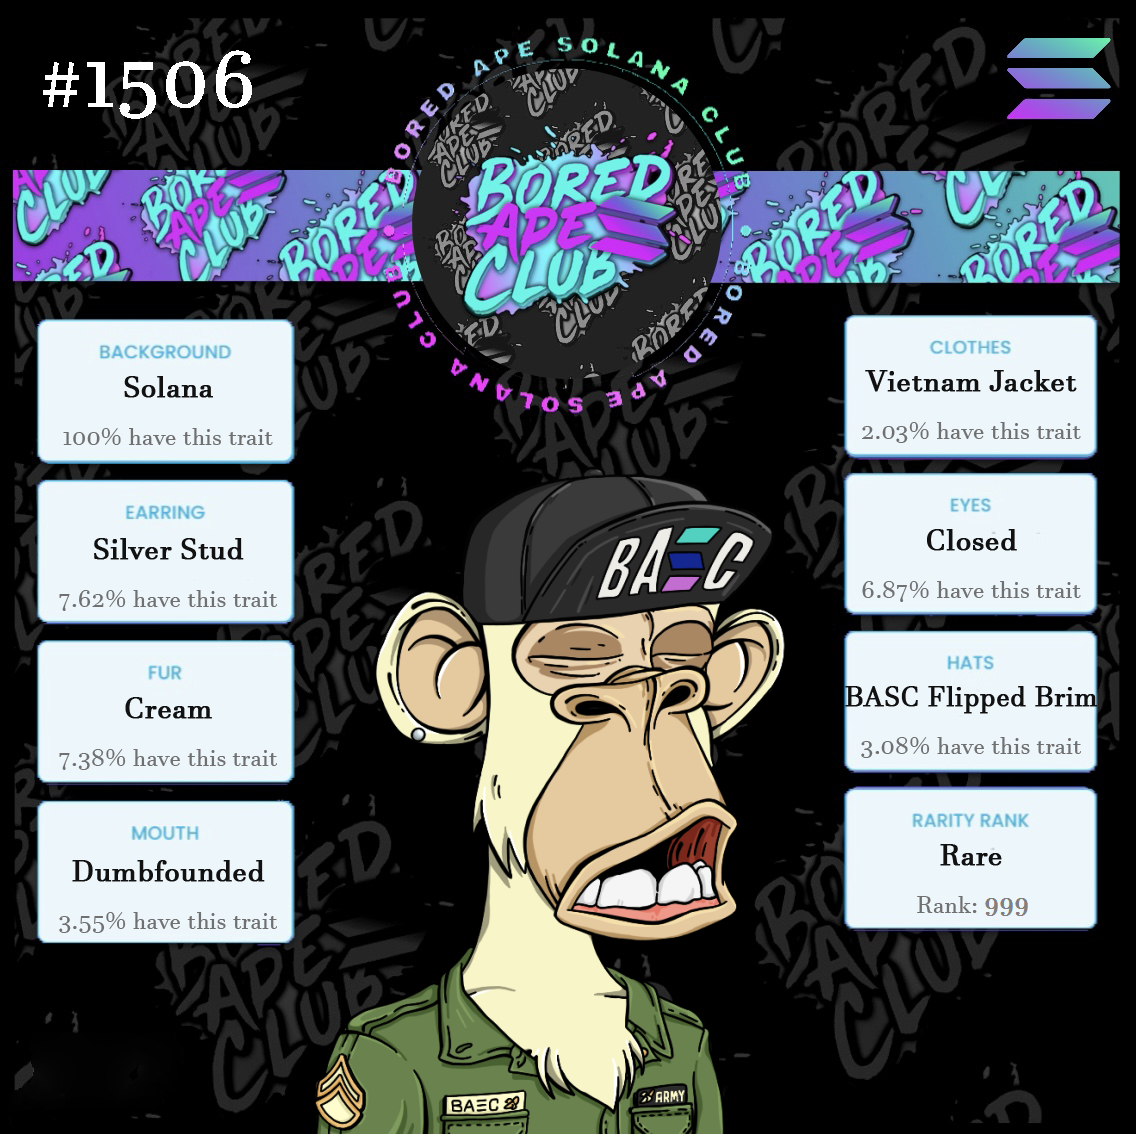 #1506
BORED APE SOLANA CLUB
BORED
APE
CLUB
BORED APE SOLANA CLUB
BACKGROUND
Solana
100% have this trait
EARRING
Silver Stud
7.62% have this trait
FUR
Cream
7.38% have this trait
MOUTH
Dumbfounded
3.55% have this trait
CLOTHES
Vietnam Jacket
2.03% have this trait
EYES
Closed
6.87% have this trait
HATS
BASC Flipped Brim
3.08% have this trait
RARITY RANK
Rare
Rank: 999
BAC
BAC
ARMY